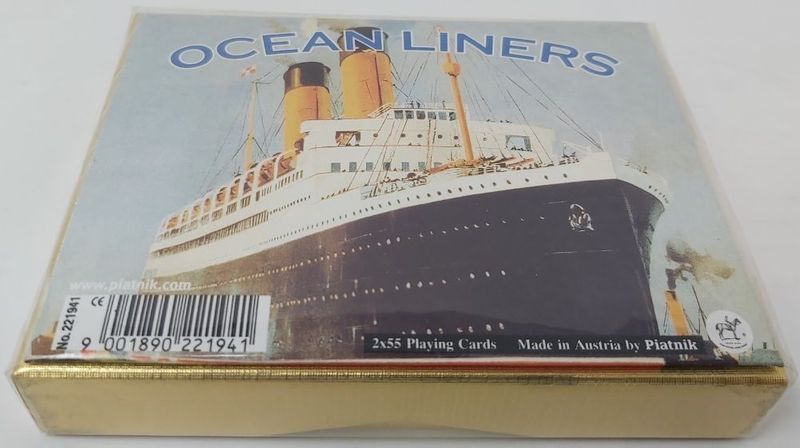 OCEAN LINERS
www.piatnik.com
No.221941
CE
9 001890 221941
2x55 Playing Cards Made in Austria by Piatnik